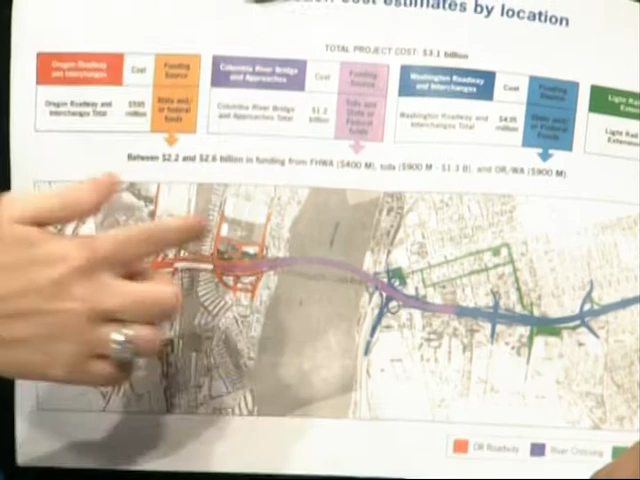 cost estimates by location
TOTAL PROJECT COST: $3.1 billion
Oregon Roadway and Interchanges
Cost
Funding Source
Oregon Roadway and Interchanges Total
million
State and/or Federal funds
Columbia River Bridge and Approaches
Cost
Funding Source
Columbia River Bridge and Approaches Total
$1.2 billion
Tolls and State or Federal funds
Washington Roadway and Interchanges
Cost
Funding Source
Washington Roadway and Interchanges Total
million
State and/or Federal funds
Light Rail
Light Rail
Between $2.2 and $2.6 billion in funding from FHWA ($400 M), tolls ($900 M - $1.3 B), and OR/WA ($900 M).
OR Roadway
River Crossing